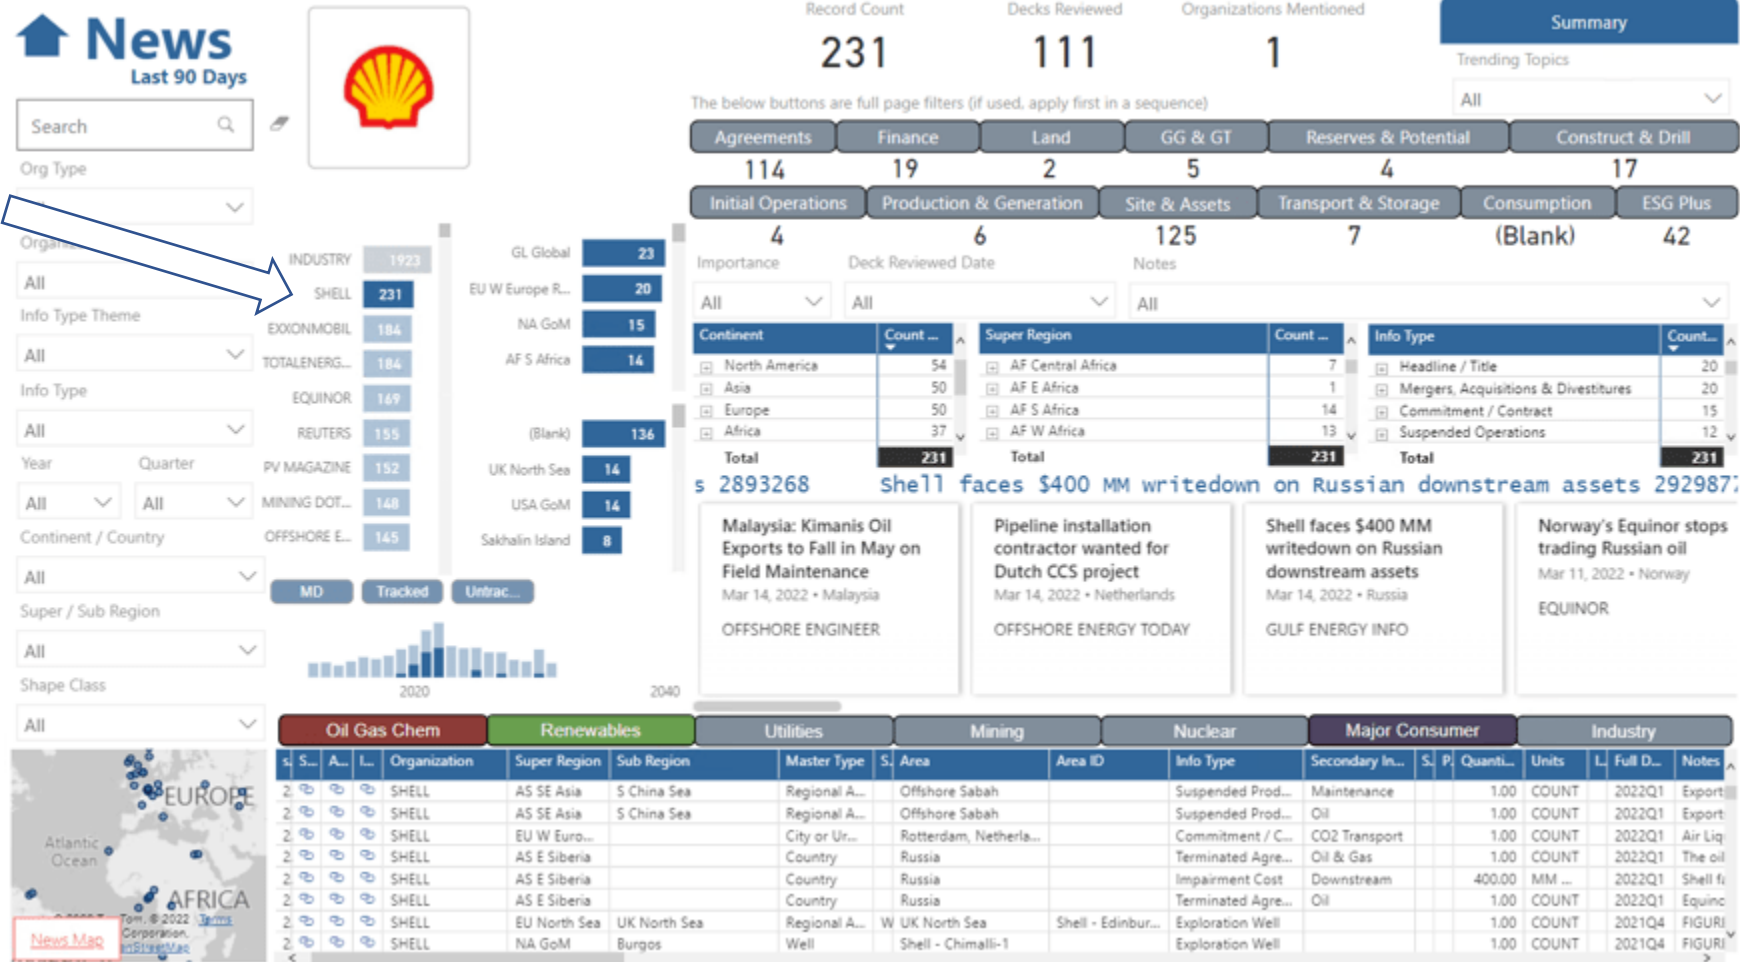 News
Last 90 Days
Search
Org Type
Organiz
All
Info Type Theme
All
Info Type
All
Year
Quarter
All
All
Continent / Country
All
Super / Sub Region
All
Shape Class
All
EUROPE
Atlantic
Ocean
AFRICA
© 2022 TomTom, © 2022 Terms
Corporation,
enStreetMap
News Map
INDUSTRY 1923
SHELL 231
EXXONMOBIL 184
TOTALENERG... 184
EQUINOR 169
REUTERS 155
PV MAGAZINE 152
MINING DOT... 148
OFFSHORE E... 145
GL Global 23
EU W Europe R... 20
NA GoM 15
AF S Africa 14
(Blank) 136
UK North Sea 14
USA GoM 14
Sakhalin Island 8
MD Tracked Untrac...
2020 2040
Record Count Decks Reviewed Organizations Mentioned
231 111 1
Summary
Trending Topics
All
The below buttons are full page filters (if used, apply first in a sequence)
Agreements Finance Land GG & GT Reserves & Potential Construct & Drill
114 19 2 5 4 17
Initial Operations Production & Generation Site & Assets Transport & Storage Consumption ESG Plus
4 6 125 7 (Blank) 42
Importance Deck Reviewed Date Notes
All All All
Continent Count ...
North America 54
Asia 50
Europe 50
Africa 37
Total 231
Super Region Count ...
AF Central Africa 7
AF E Africa 1
AF S Africa 14
AF W Africa 13
Total 231
Info Type Count...
Headline / Title 20
Mergers, Acquisitions & Divestitures 20
Commitment / Contract 15
Suspended Operations 12
Total 231
s 2893268 Shell faces $400 MM writedown on Russian downstream assets 292987
Malaysia: Kimanis Oil
Exports to Fall in May on
Field Maintenance
Mar 14, 2022 • Malaysia
OFFSHORE ENGINEER
Pipeline installation
contractor wanted for
Dutch CCS project
Mar 14, 2022 • Netherlands
OFFSHORE ENERGY TODAY
Shell faces $400 MM
writedown on Russian
downstream assets
Mar 14, 2022 • Russia
GULF ENERGY INFO
Norway's Equinor stops
trading Russian oil
Mar 11, 2022 • Norway
EQUINOR
Oil Gas Chem Renewables Utilities Mining Nuclear Major Consumer Industry
s. S... A... I... Organization Super Region Sub Region Master Type S. Area Area ID Info Type Secondary In... S. P. Quanti... Units I. Full D... Notes
2 SHELL AS SE Asia S China Sea Regional A... Offshore Sabah Suspended Prod... Maintenance 1.00 COUNT 2022Q1 Export
2 SHELL AS SE Asia S China Sea Regional A... Offshore Sabah Suspended Prod... Oil 1.00 COUNT 2022Q1 Export
2 SHELL EU W Euro... City or Ur... Rotterdam, Netherla... Commitment / C... CO2 Transport 1.00 COUNT 2022Q1 Air Liq
2 SHELL AS E Siberia Country Russia Terminated Agre... Oil & Gas 1.00 COUNT 2022Q1 The oil
2 SHELL AS E Siberia Country Russia Impairment Cost Downstream 400.00 MM ... 2022Q1 Shell fa
2 SHELL AS E Siberia Country Russia Terminated Agre... Oil 1.00 COUNT 2022Q1 Equinc
2 SHELL EU North Sea UK North Sea Regional A... W UK North Sea Shell - Edinbur... Exploration Well 1.00 COUNT 2021Q4 FIGURI
2 SHELL NA GoM Burgos Well Shell - Chimalli-1 Exploration Well 1.00 COUNT 2021Q4 FIGURI